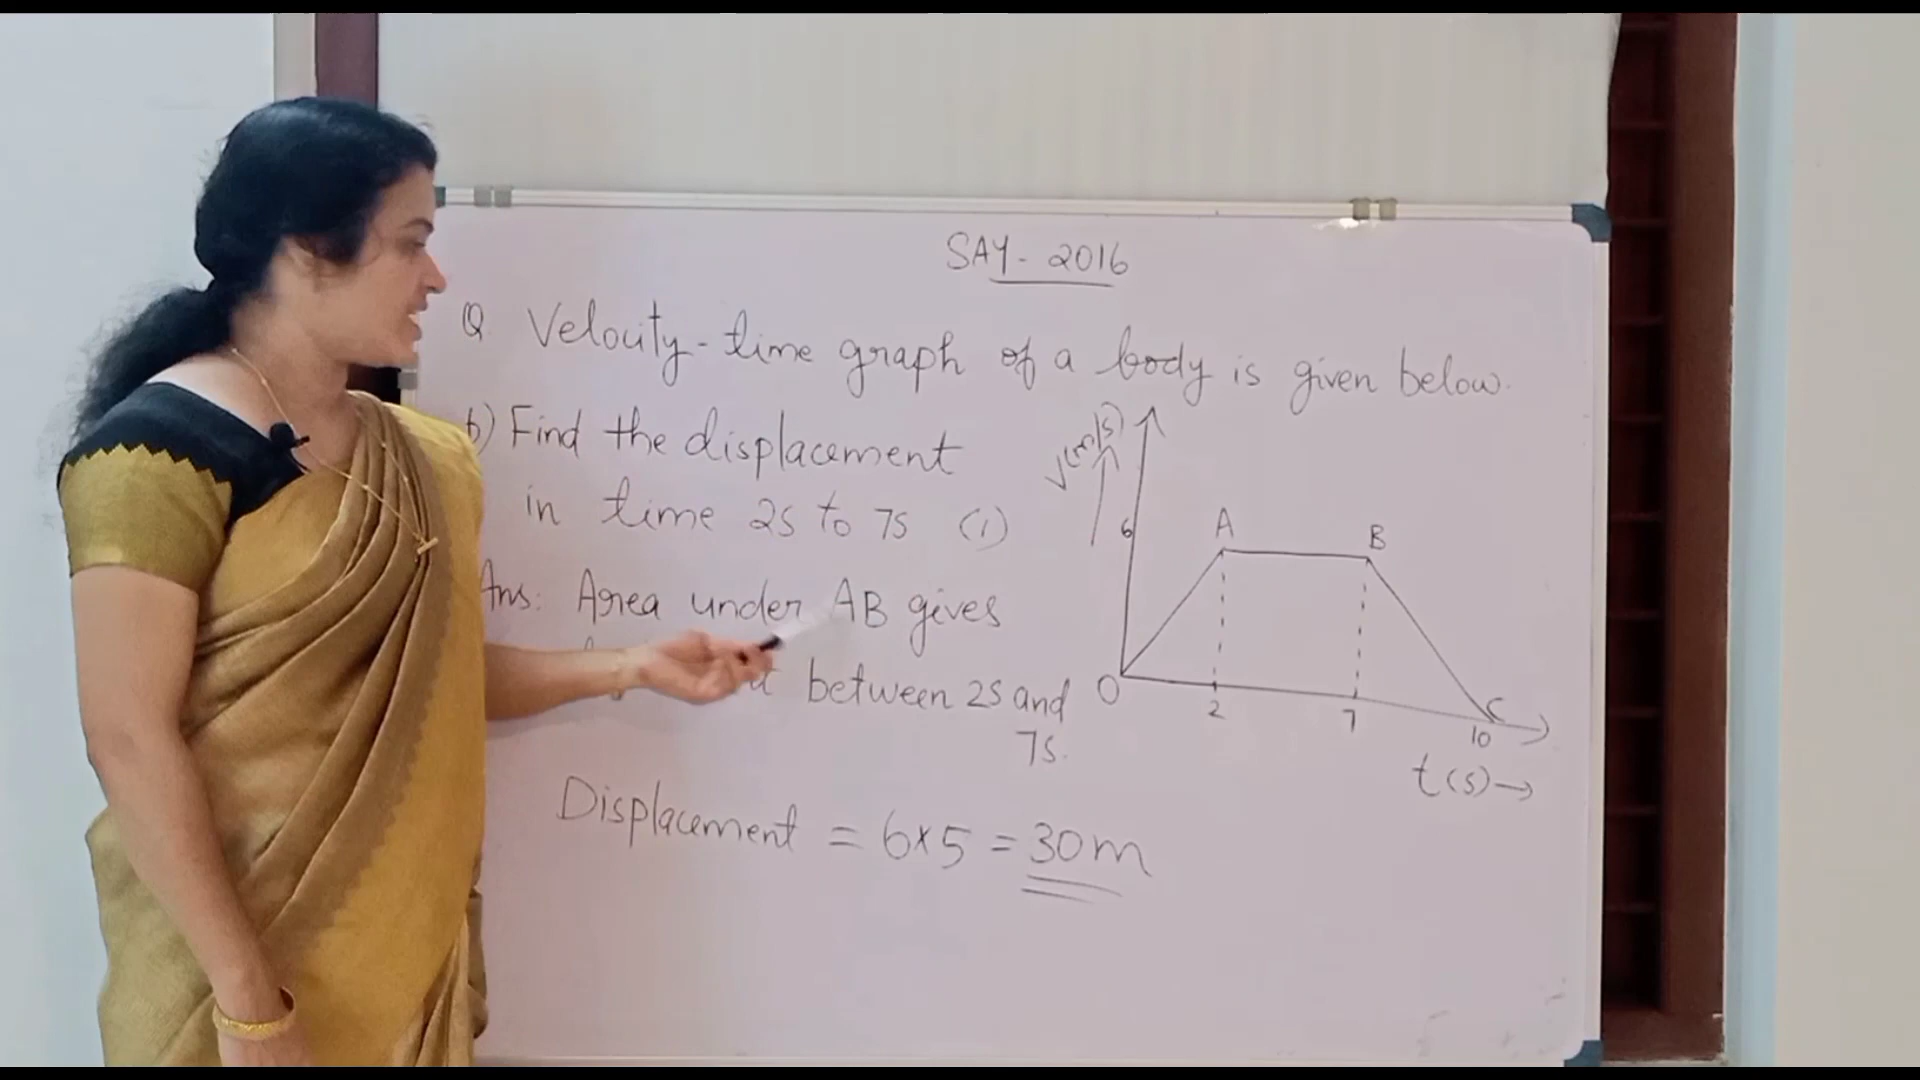 SAY - 2016
Q. Velocity-time graph of a body is given below.
b) Find the displacement
in time 2s to 7s (1)
Ans: Area under AB gives
between 2s and
7s.
Displacement = 6×5 = 30m
v(m/s)
6
A
B
O
2
7
C
10
t(s)→